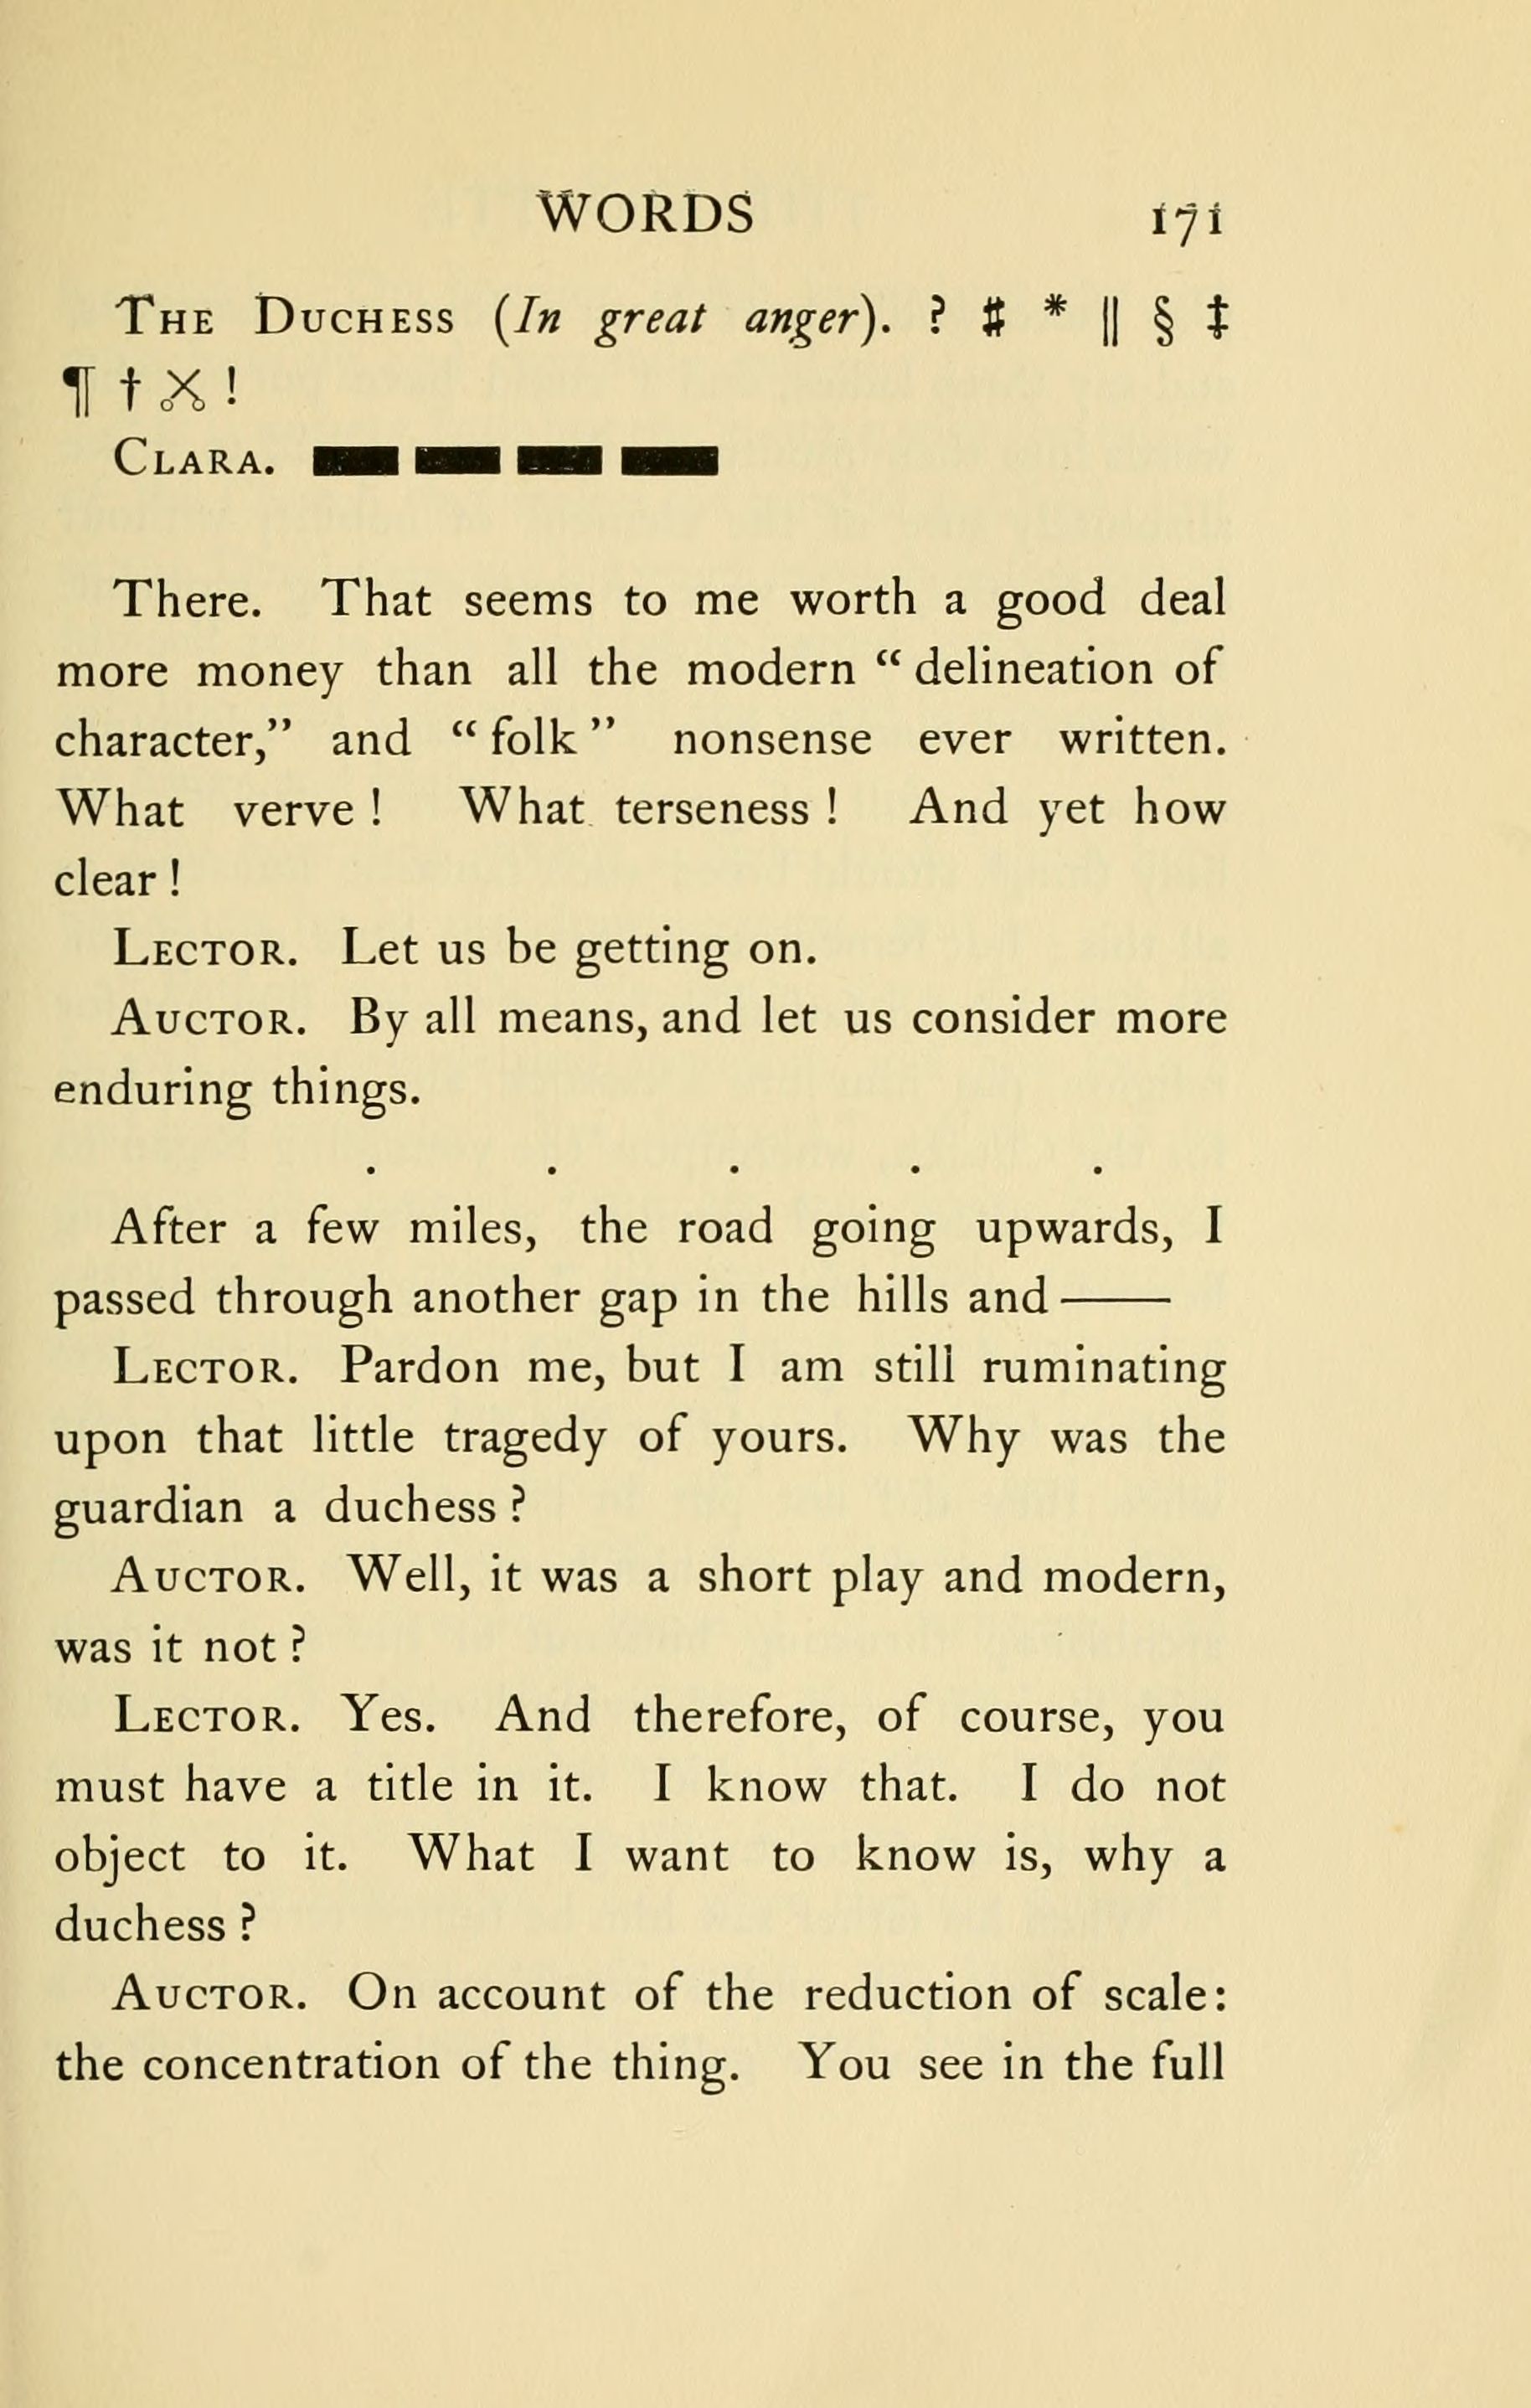 WORDS 171
THE DUCHESS (In great anger). ? # * || § ‡
¶ † ✂ !
CLARA. ▬ ▬ ▬ ▬
There. That seems to me worth a good deal
more money than all the modern “ delineation of
character,” and “ folk ” nonsense ever written.
What verve ! What terseness ! And yet how
clear !
LECTOR. Let us be getting on.
AUCTOR. By all means, and let us consider more
enduring things.
. . . . .
After a few miles, the road going upwards, I
passed through another gap in the hills and ——
LECTOR. Pardon me, but I am still ruminating
upon that little tragedy of yours. Why was the
guardian a duchess ?
AUCTOR. Well, it was a short play and modern,
was it not ?
LECTOR. Yes. And therefore, of course, you
must have a title in it. I know that. I do not
object to it. What I want to know is, why a
duchess ?
AUCTOR. On account of the reduction of scale:
the concentration of the thing. You see in the full